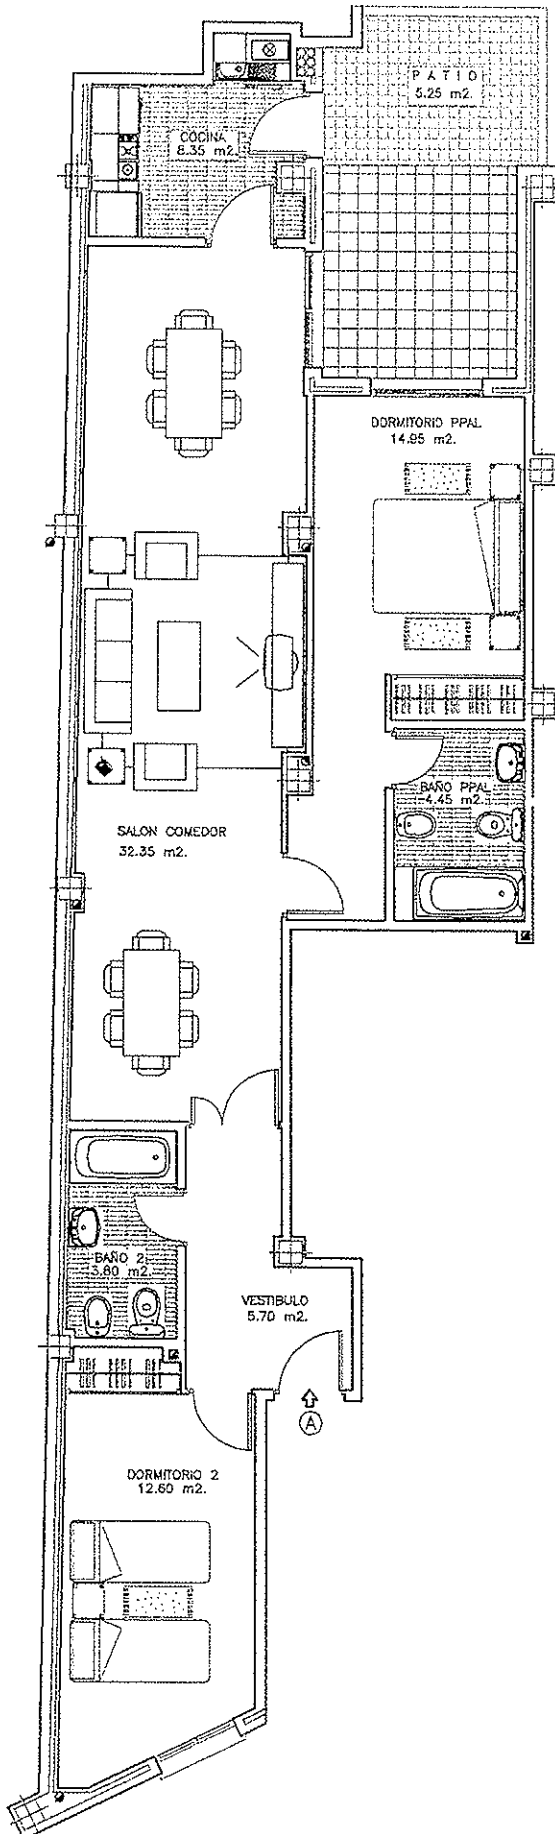 PATIO
5.25 m2.
COCINA
8.35 m2.
DORMITORIO PPAL
14.95 m2.
BAÑO PPAL
4.45 m2.
SALON COMEDOR
32.35 m2.
BAÑO 2
3.80 m2.
VESTIBULO
5.70 m2.
A
DORMITORIO 2
12.60 m2.